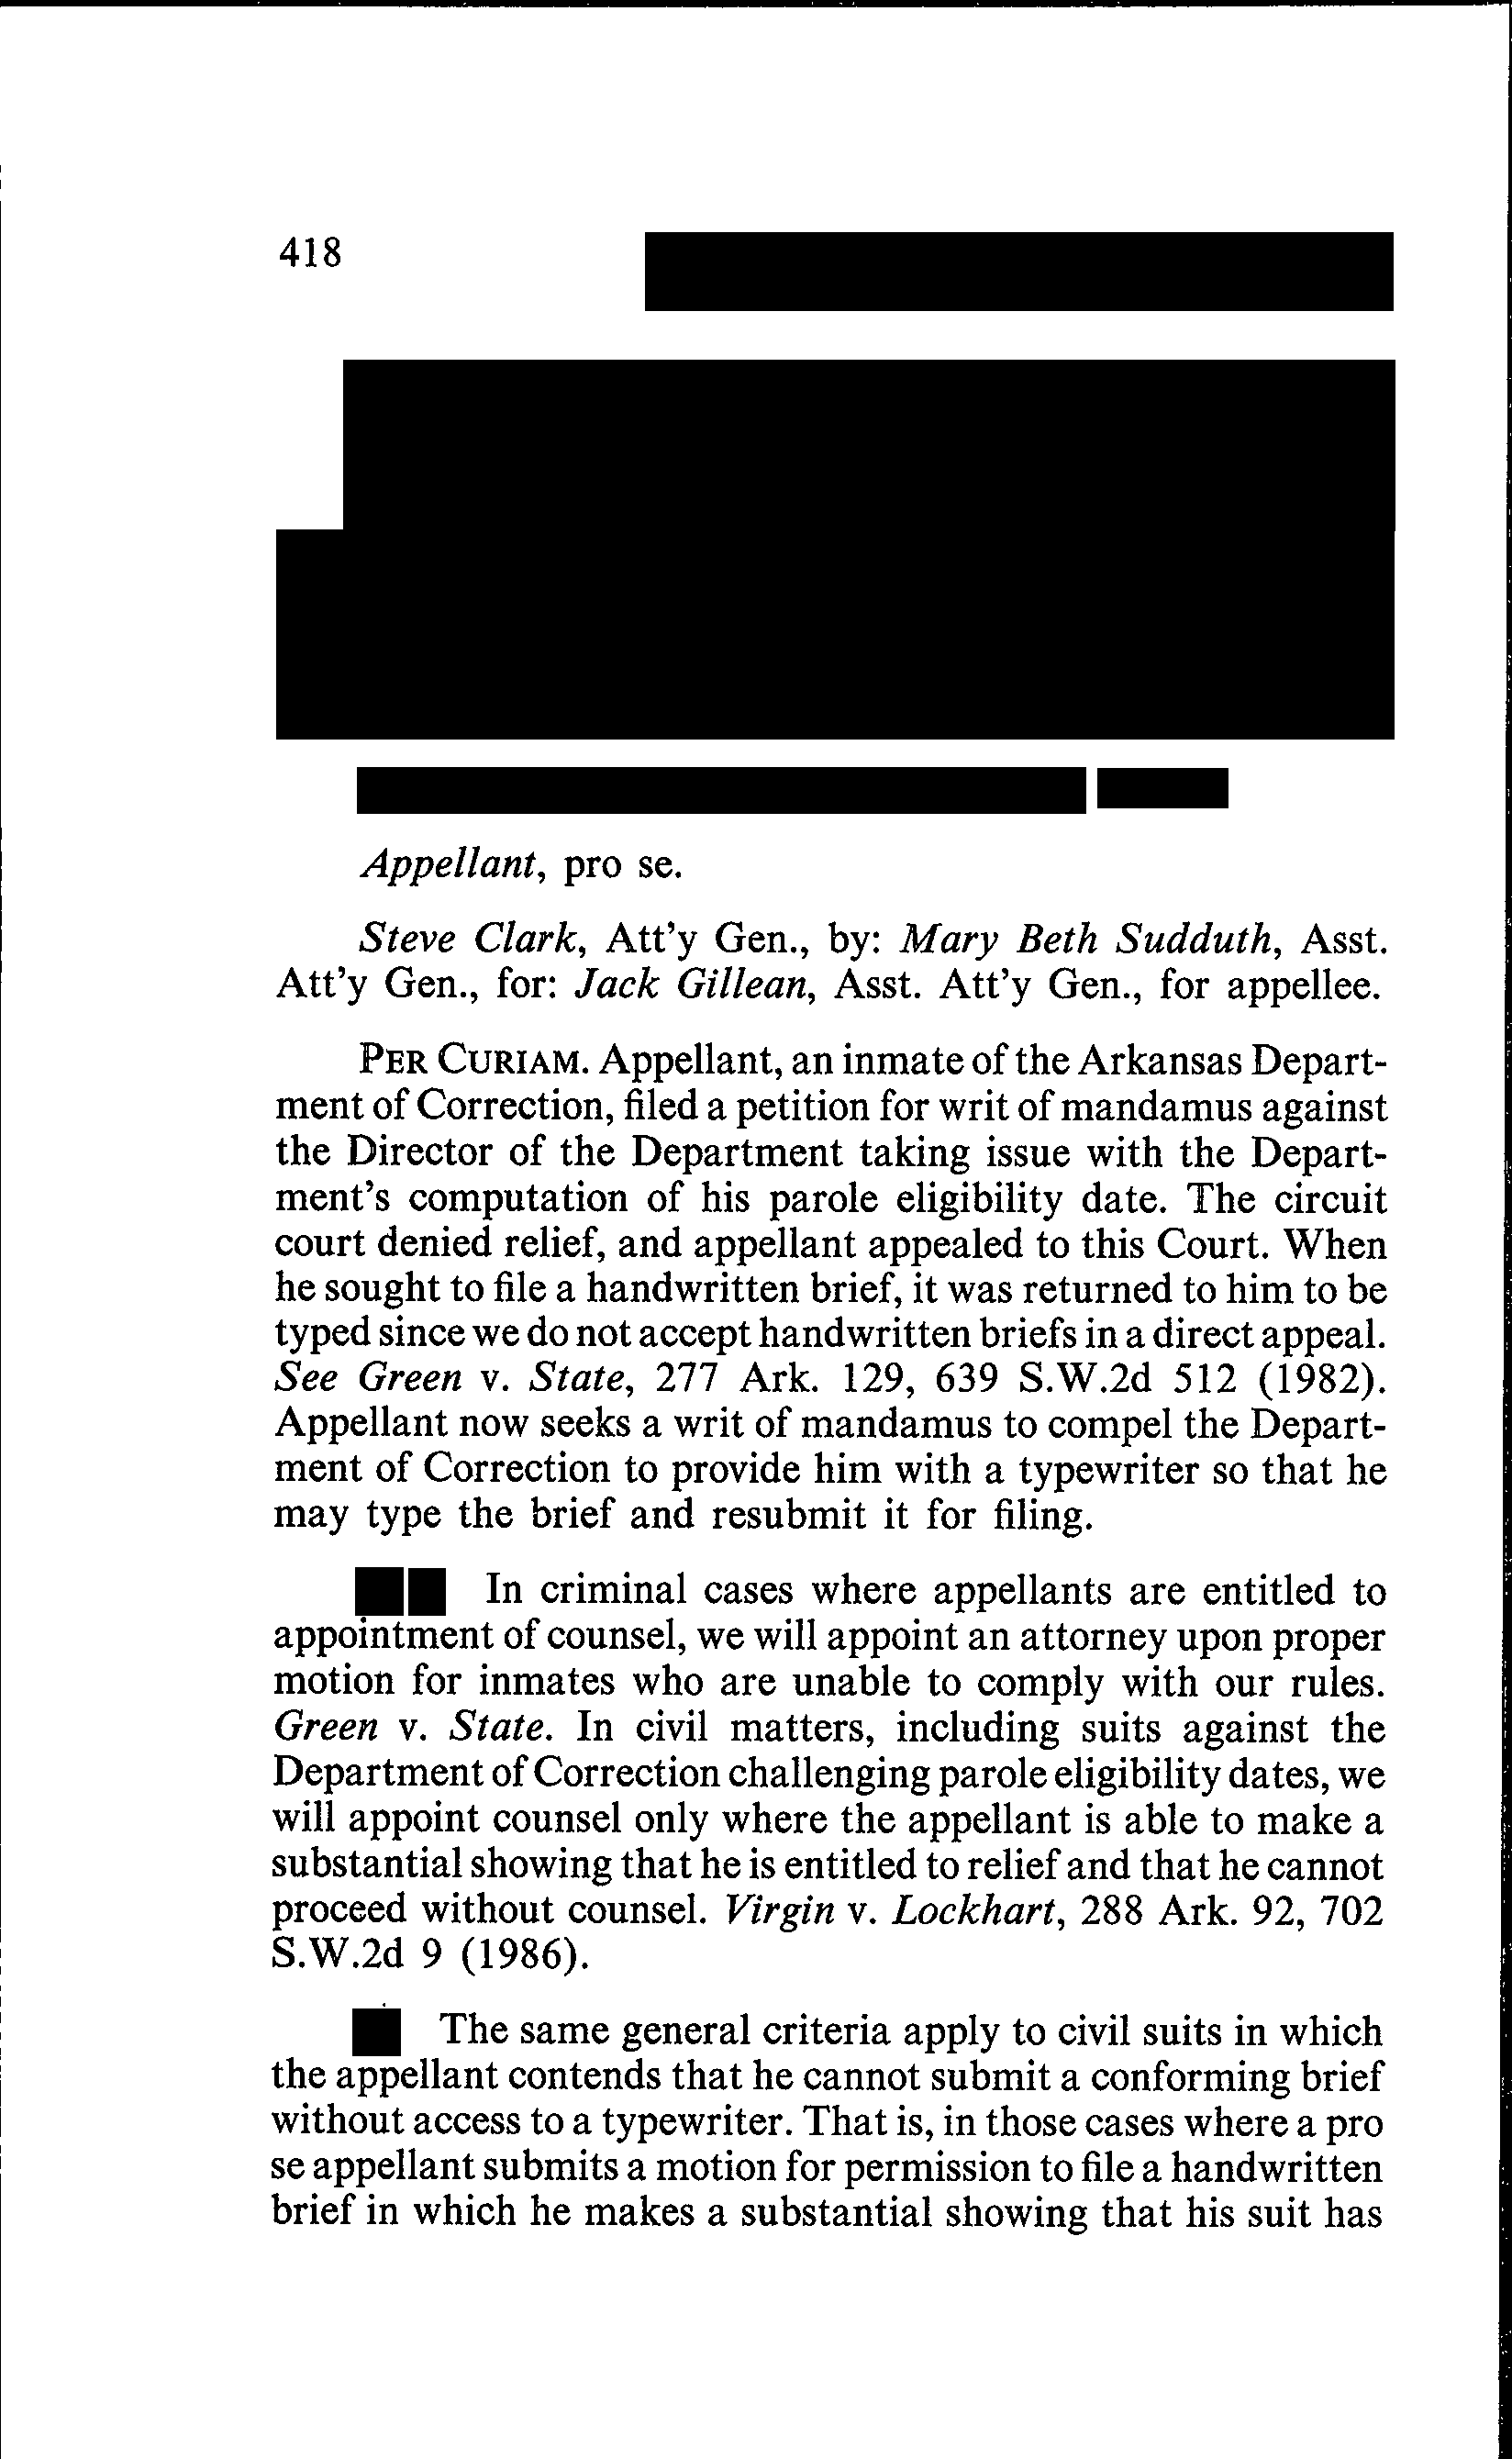 418
Appellant, pro se.
Steve Clark, Att'y Gen., by: Mary Beth Sudduth, Asst.
Att'y Gen., for: Jack Gillean, Asst. Att'y Gen., for appellee.
PER CURIAM. Appellant, an inmate of the Arkansas Depart-
ment of Correction, filed a petition for writ of mandamus against
the Director of the Department taking issue with the Depart-
ment's computation of his parole eligibility date. The circuit
court denied relief, and appellant appealed to this Court. When
he sought to file a handwritten brief, it was returned to him to be
typed since we do not accept handwritten briefs in a direct appeal.
See Green v. State, 277 Ark. 129, 639 S.W.2d 512 (1982).
Appellant now seeks a writ of mandamus to compel the Depart-
ment of Correction to provide him with a typewriter so that he
may type the brief and resubmit it for filing.
In criminal cases where appellants are entitled to
appointment of counsel, we will appoint an attorney upon proper
motion for inmates who are unable to comply with our rules.
Green v. State. In civil matters, including suits against the
Department of Correction challenging parole eligibility dates, we
will appoint counsel only where the appellant is able to make a
substantial showing that he is entitled to relief and that he cannot
proceed without counsel. Virgin v. Lockhart, 288 Ark. 92, 702
S.W.2d 9 (1986).
The same general criteria apply to civil suits in which
the appellant contends that he cannot submit a conforming brief
without access to a typewriter. That is, in those cases where a pro
se appellant submits a motion for permission to file a handwritten
brief in which he makes a substantial showing that his suit has